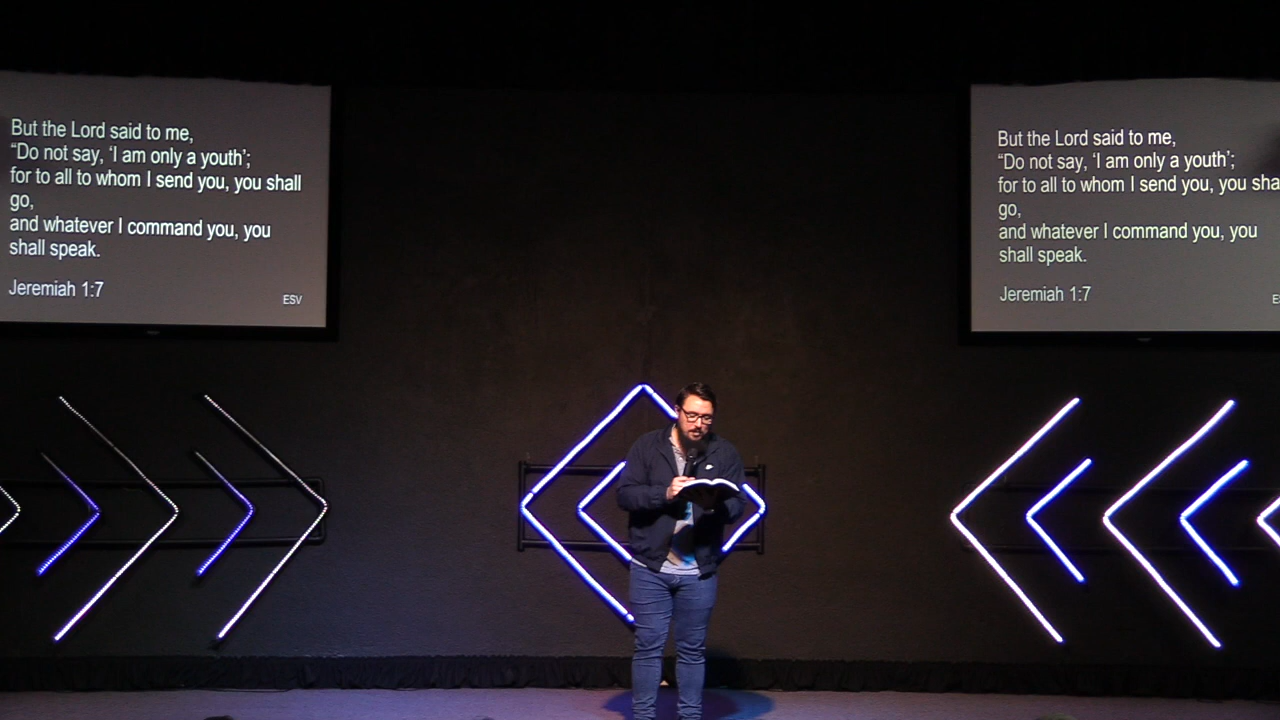 But the Lord said to me,
“Do not say, ‘I am only a youth’;
for to all to whom I send you, you shall
go,
and whatever I command you, you
shall speak.
Jeremiah 1:7
ESV
But the Lord said to me,
“Do not say, ‘I am only a youth’;
for to all to whom I send you, you sha
go,
and whatever I command you, you
shall speak.
Jeremiah 1:7